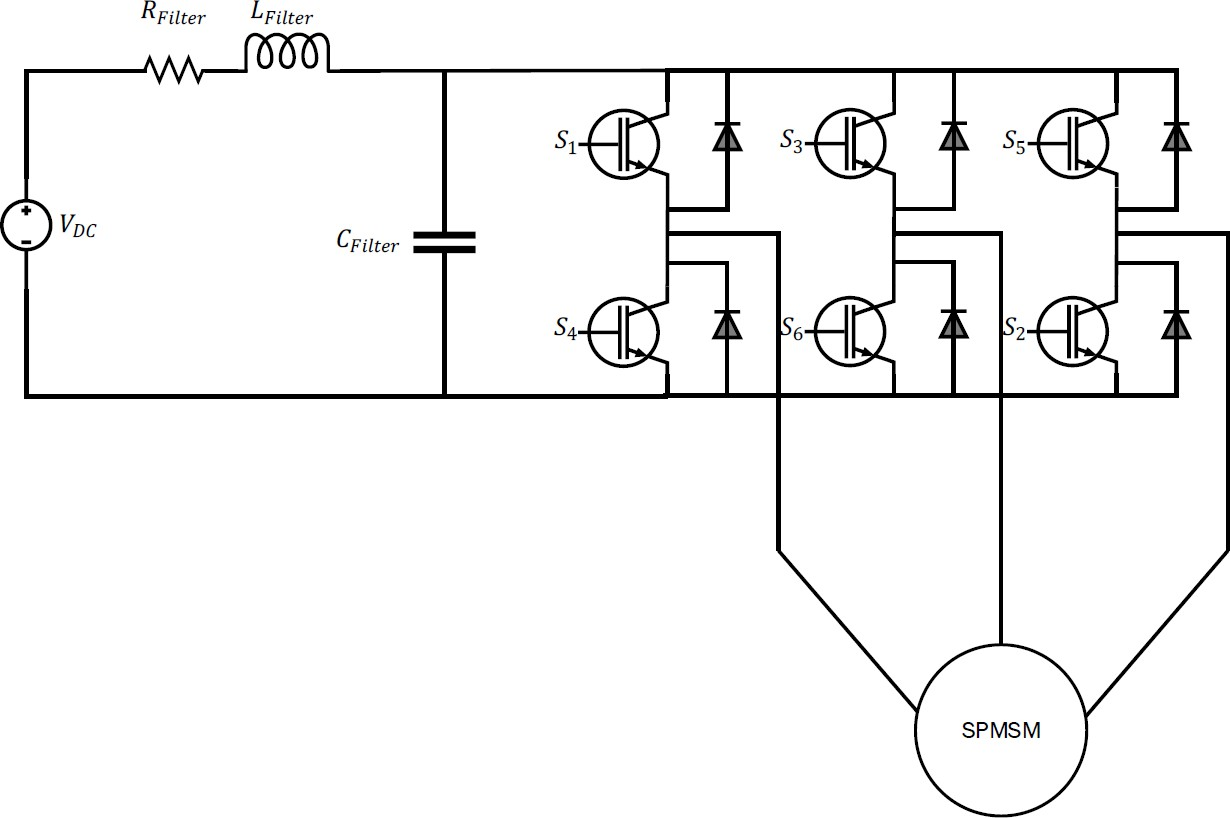 R_Filter
L_Filter
S_1
S_3
S_5
V_DC
C_Filter
S_4
S_6
S_2
SPMSM